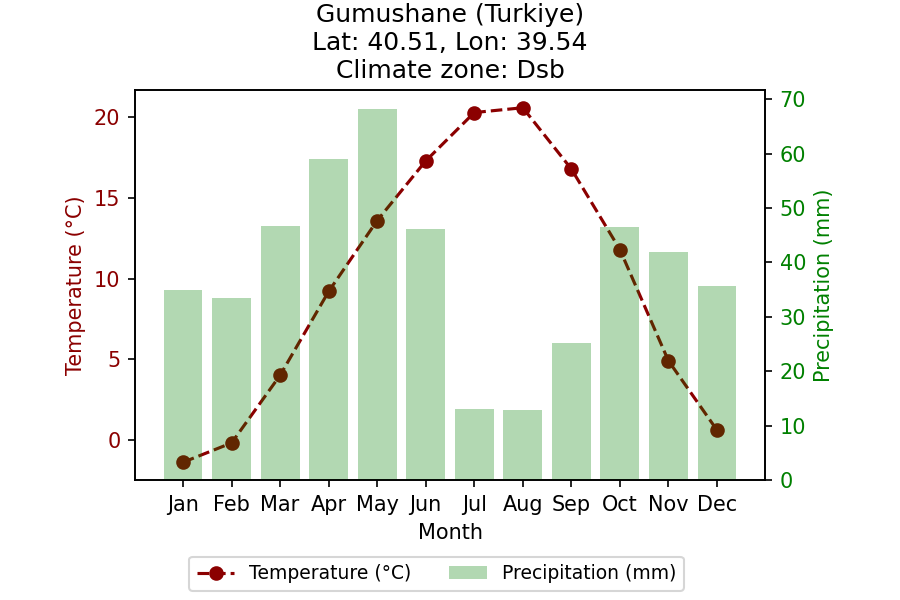 Gumushane (Turkiye)
Lat: 40.51, Lon: 39.54
Climate zone: Dsb
Temperature (°C)
20
15
10
5
0
Precipitation (mm)
70
60
50
40
30
20
10
0
Jan Feb Mar Apr May Jun Jul Aug Sep Oct Nov Dec
Month
Temperature (°C) Precipitation (mm)